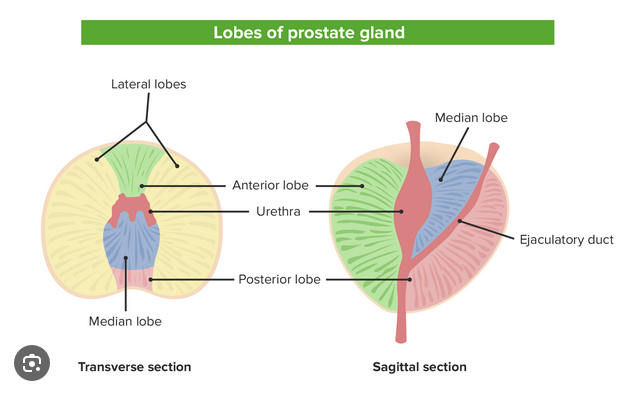 Lobes of prostate gland
Lateral lobes
Median lobe
Anterior lobe
Urethra
Ejaculatory duct
Posterior lobe
Median lobe
Transverse section
Sagittal section